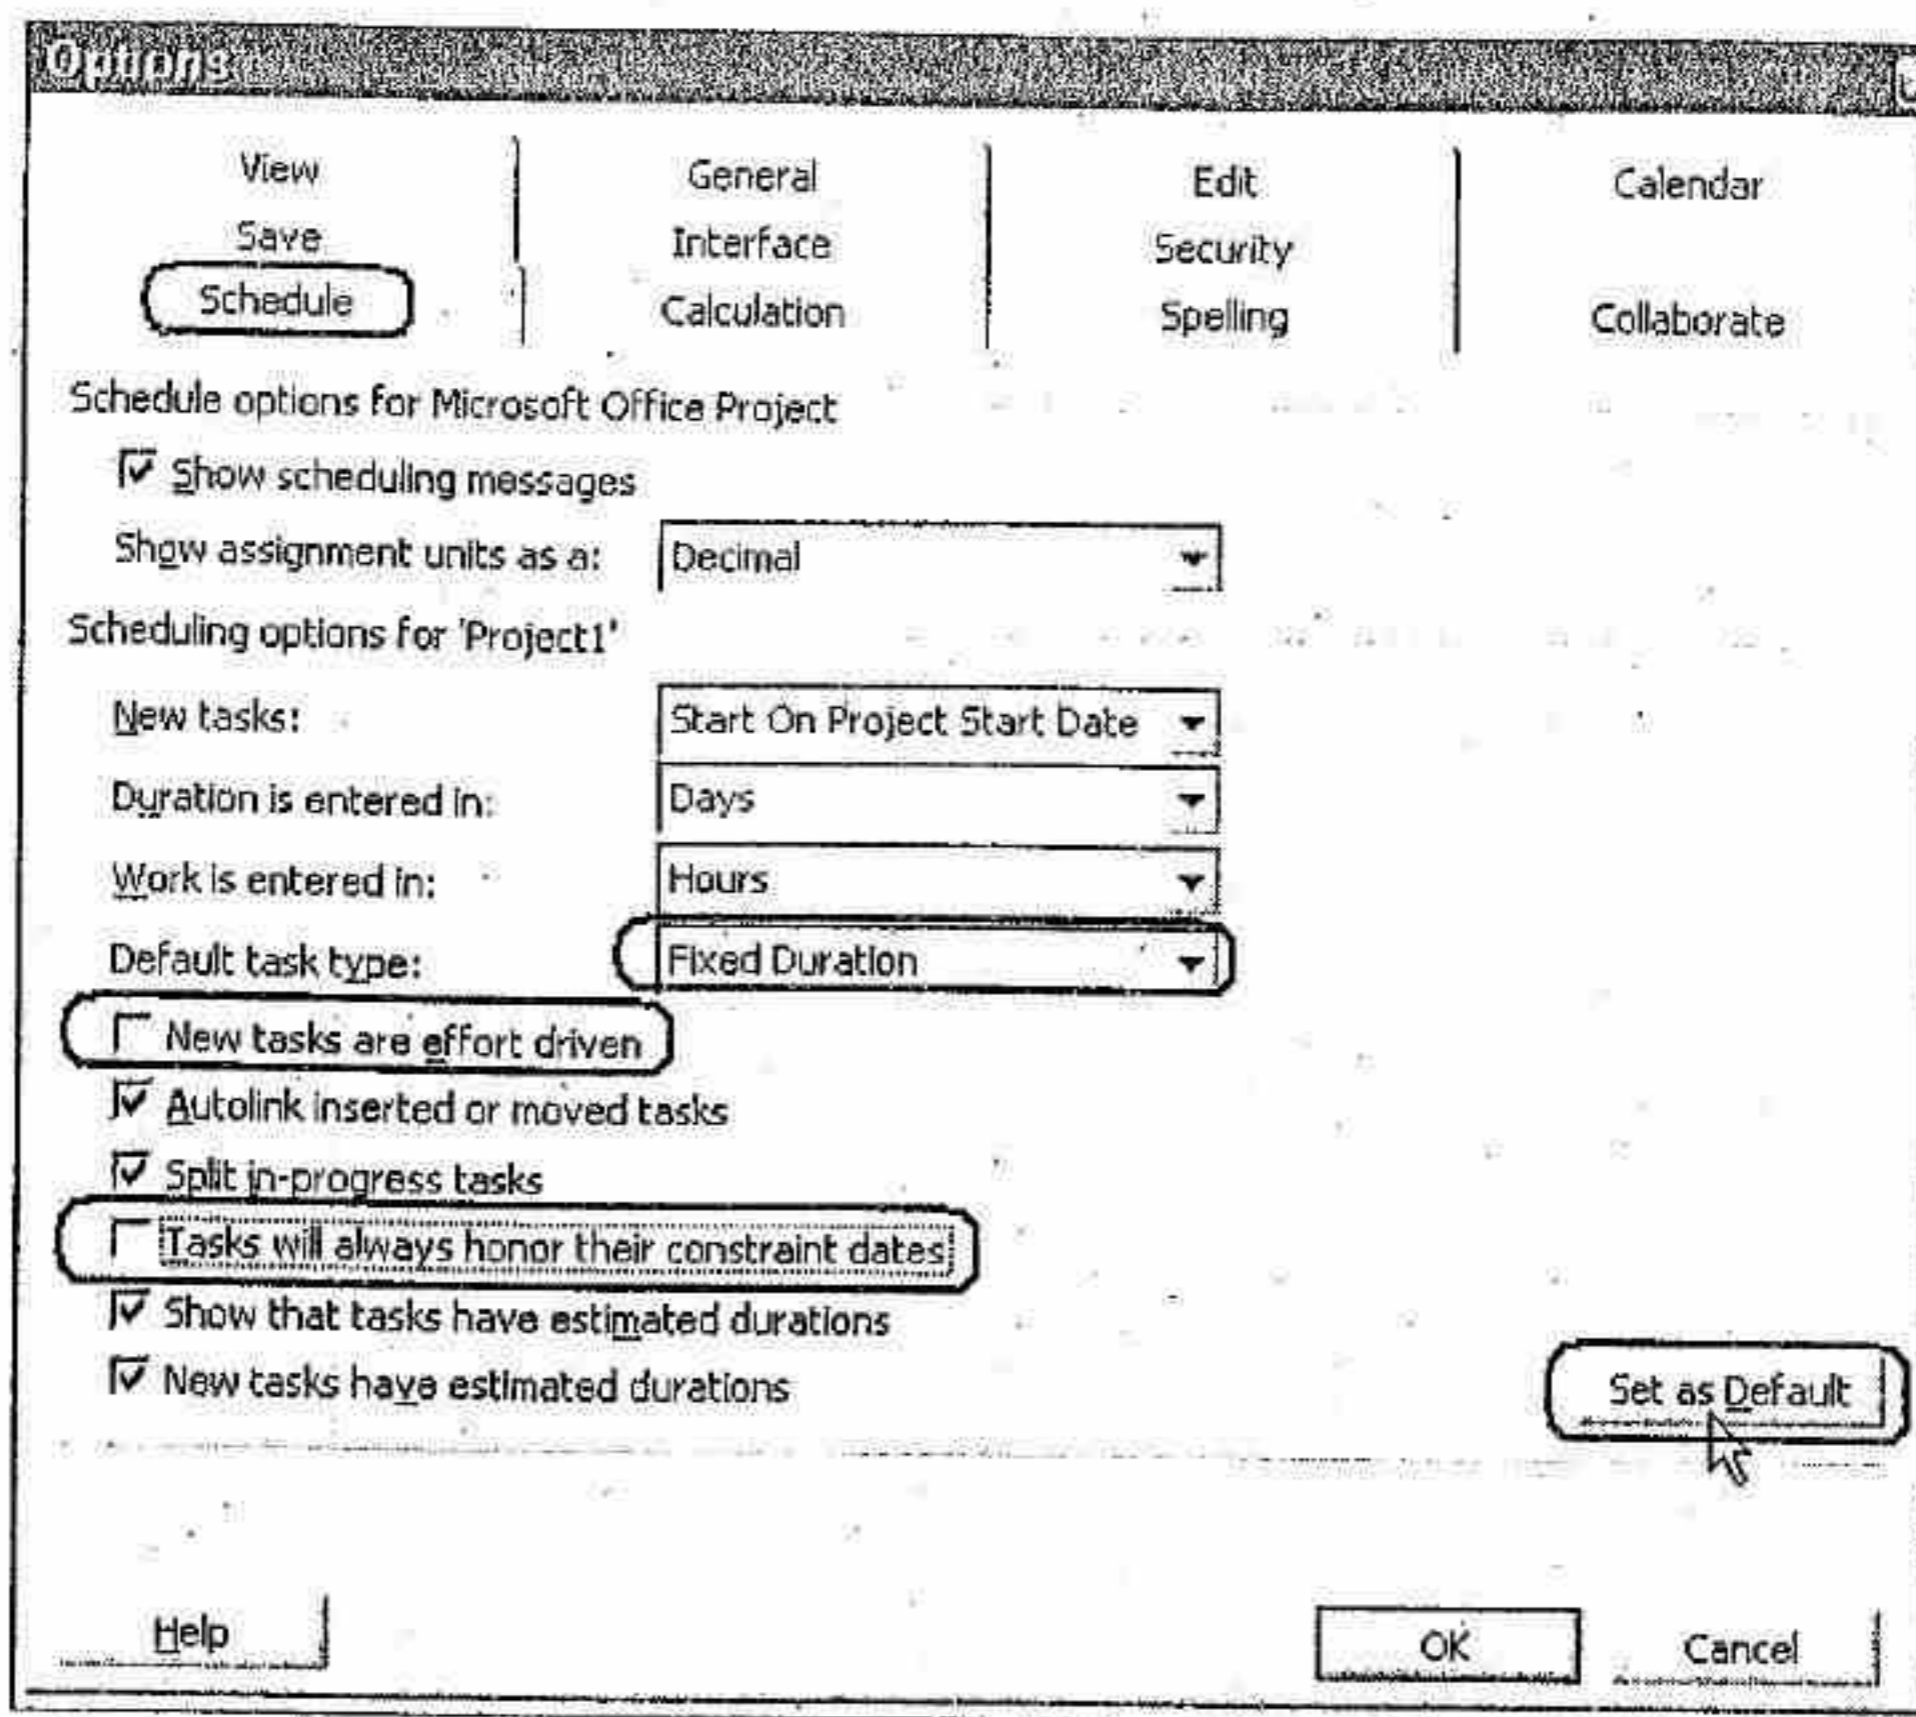 Options
View General Edit Calendar
Save Interface Security
Schedule Calculation Spelling Collaborate
Schedule options for Microsoft Office Project
Show scheduling messages
Show assignment units as a: Decimal
Scheduling options for 'Project1'
New tasks: Start On Project Start Date
Duration is entered in: Days
Work is entered in: Hours
Default task type: Fixed Duration
New tasks are effort driven
Autolink inserted or moved tasks
Split in-progress tasks
Tasks will always honor their constraint dates
Show that tasks have estimated durations
New tasks have estimated durations
Set as Default
Help OK Cancel